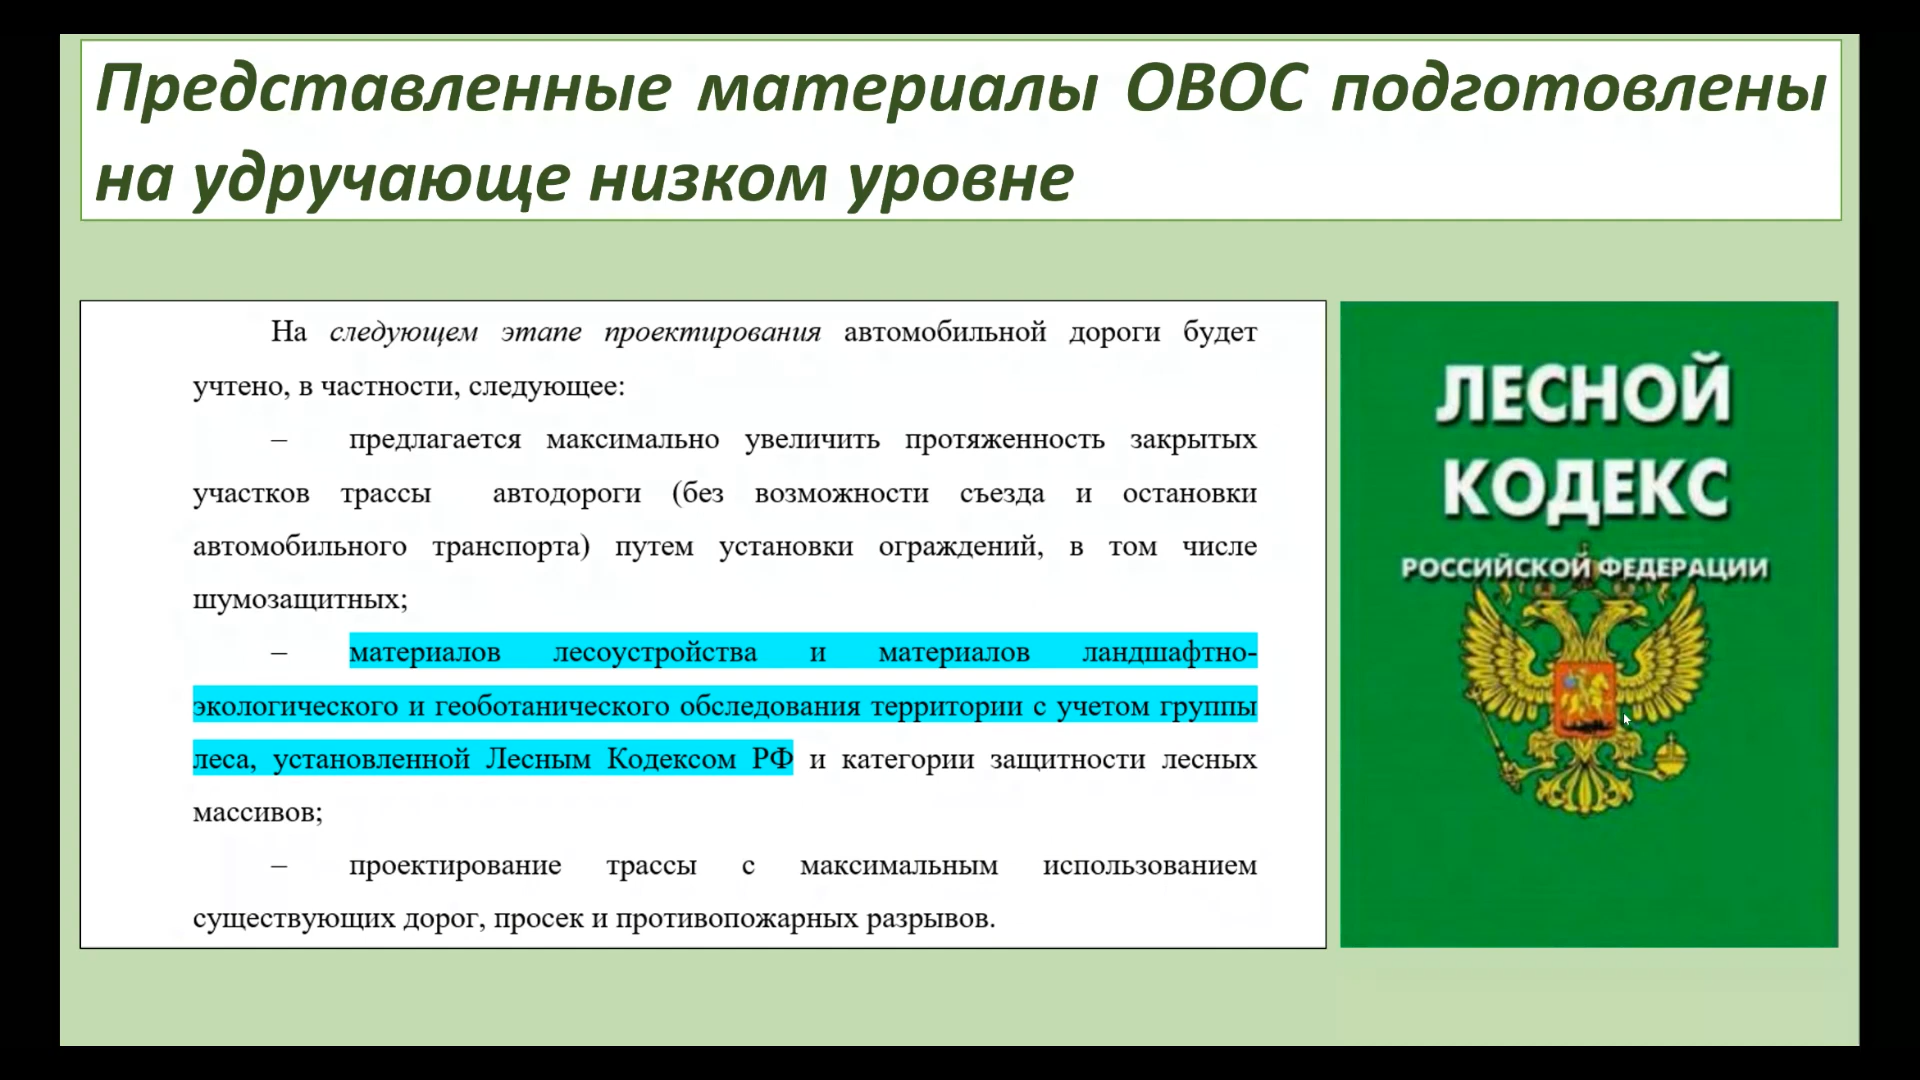 Представленные материалы ОВОС подготовлены
на удручающе низком уровне
На следующем этапе проектирования автомобильной дороги будет
учтено, в частности, следующее:
– предлагается максимально увеличить протяженность закрытых
участков трассы автодороги (без возможности съезда и остановки
автомобильного транспорта) путем установки ограждений, в том числе
шумозащитных;
– материалов лесоустройства и материалов ландшафтно-
экологического и геоботанического обследования территории с учетом группы
леса, установленной Лесным Кодексом РФ и категории защитности лесных
массивов;
– проектирование трассы с максимальным использованием
существующих дорог, просек и противопожарных разрывов.
ЛЕСНОЙ
КОДЕКС
РОССИЙСКОЙ ФЕДЕРАЦИИ